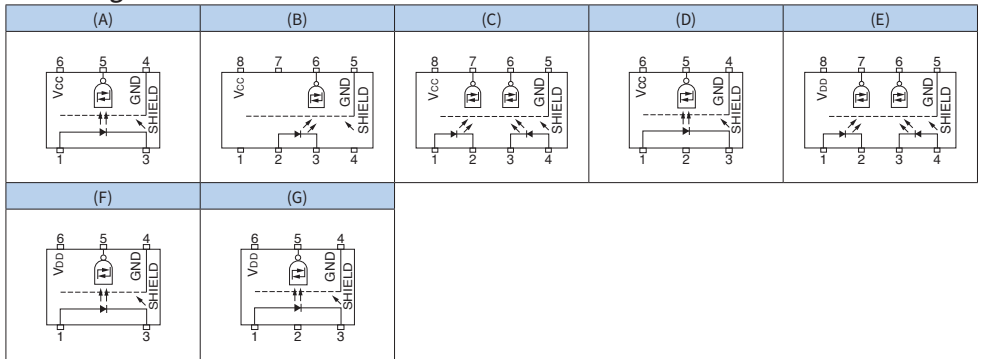 (A) (B) (C) (D) (E)
6 5 4 8 7 6 5 8 7 6 5 6 5 4 8 7 6 5
Vcc GND SHIELD Vcc GND SHIELD Vcc GND SHIELD Vcc GND SHIELD VDD GND SHIELD
1 3 1 2 3 4 1 2 3 4 1 2 3 1 2 3 4
(F) (G)
6 5 4 6 5 4
VDD GND SHIELD VDD GND SHIELD
1 3 1 2 3